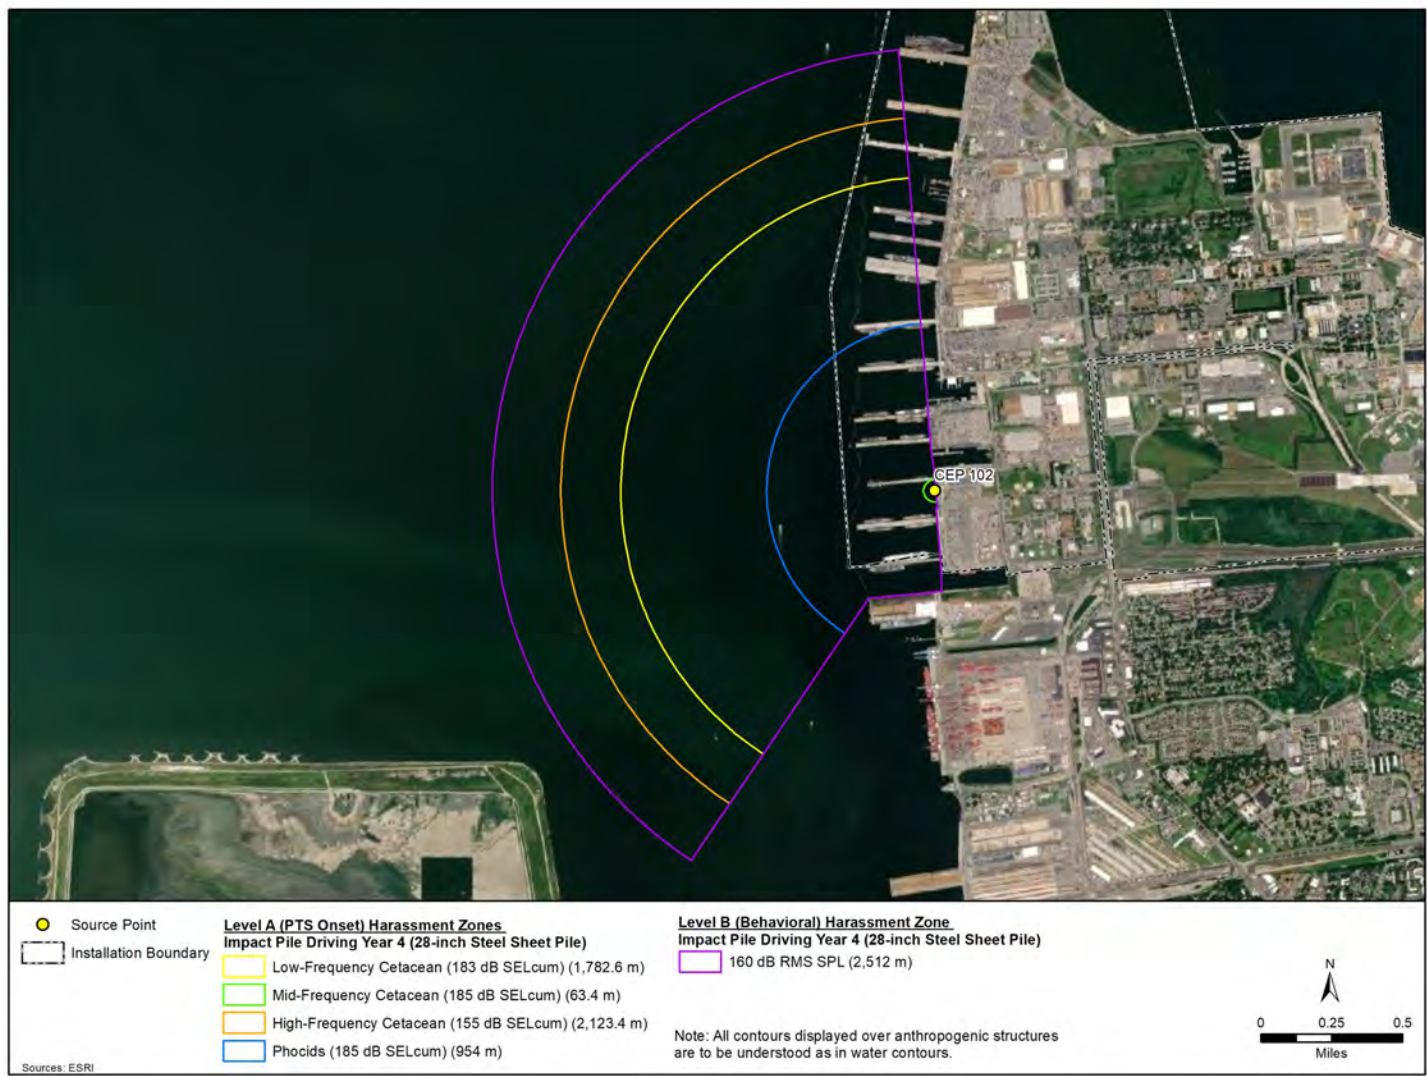 CEP 102
Source Point
Installation Boundary
Level A (PTS Onset) Harassment Zones
Impact Pile Driving Year 4 (28-inch Steel Sheet Pile)
Low-Frequency Cetacean (183 dB SELcum) (1,782.6 m)
Mid-Frequency Cetacean (185 dB SELcum) (63.4 m)
High-Frequency Cetacean (155 dB SELcum) (2,123.4 m)
Phocids (185 dB SELcum) (954 m)
Level B (Behavioral) Harassment Zone
Impact Pile Driving Year 4 (28-inch Steel Sheet Pile)
160 dB RMS SPL (2,512 m)
Note: All contours displayed over anthropogenic structures
are to be understood as in water contours.
N
0 0.25 0.5
Miles
Sources: ESRI